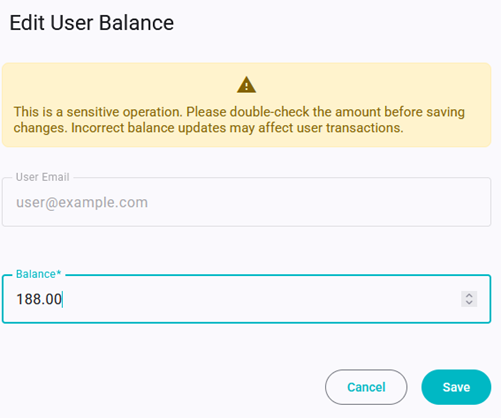 Edit User Balance
This is a sensitive operation. Please double-check the amount before saving
changes. Incorrect balance updates may affect user transactions.
User Email
user@example.com
Balance*
188.00
Cancel
Save